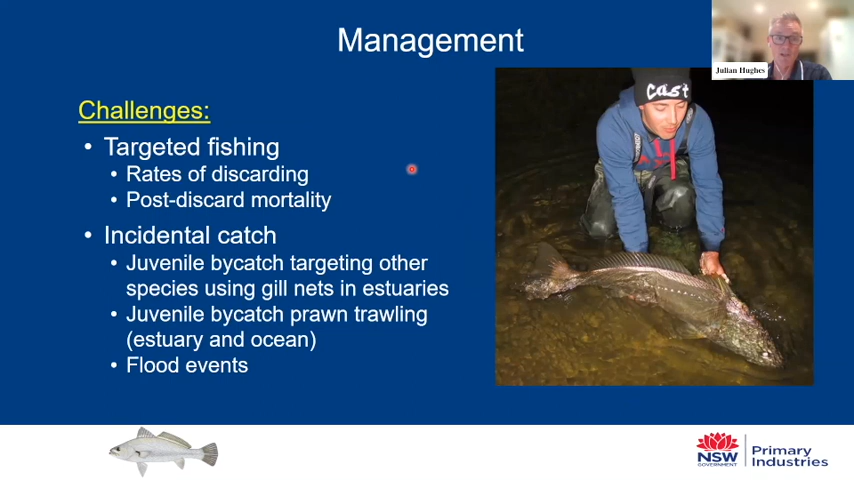 Management
Julian Hughes
Challenges:
• Targeted fishing
• Rates of discarding
• Post-discard mortality
• Incidental catch
• Juvenile bycatch targeting other
species using gill nets in estuaries
• Juvenile bycatch prawn trawling
(estuary and ocean)
• Flood events
cast
NSW
GOVERNMENT
Primary
Industries